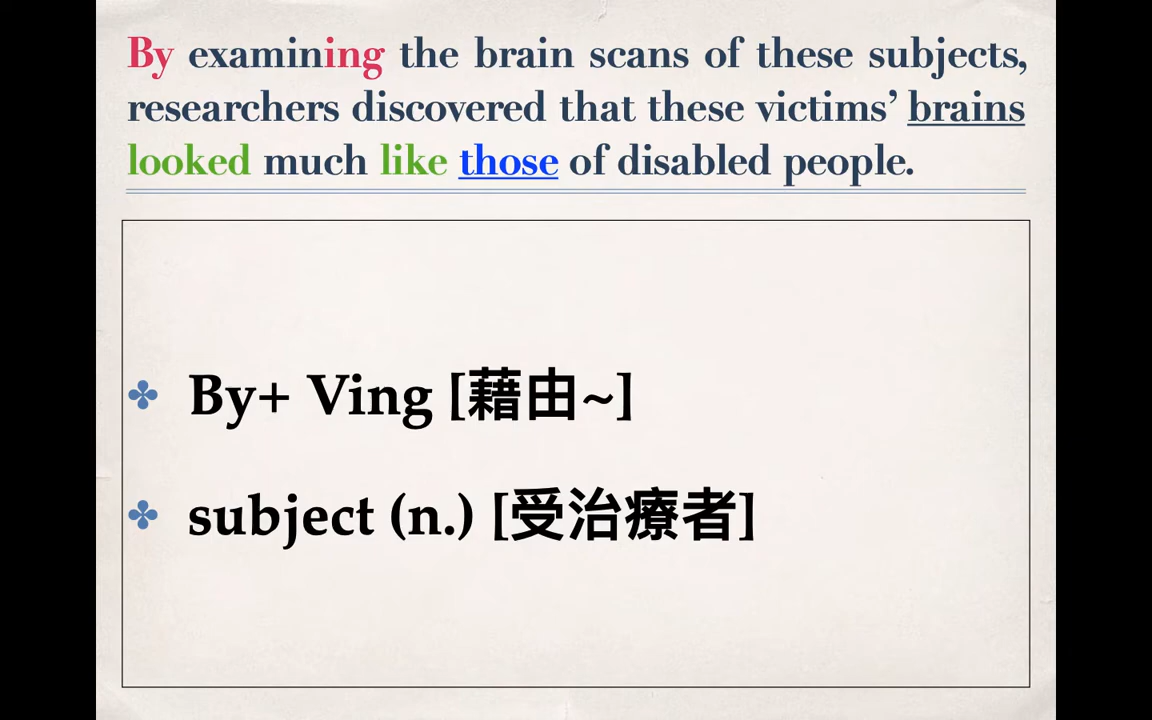 By examining the brain scans of these subjects,
researchers discovered that these victims’ brains
looked much like those of disabled people.
By+ Ving [藉由~]
subject (n.) [受治療者]